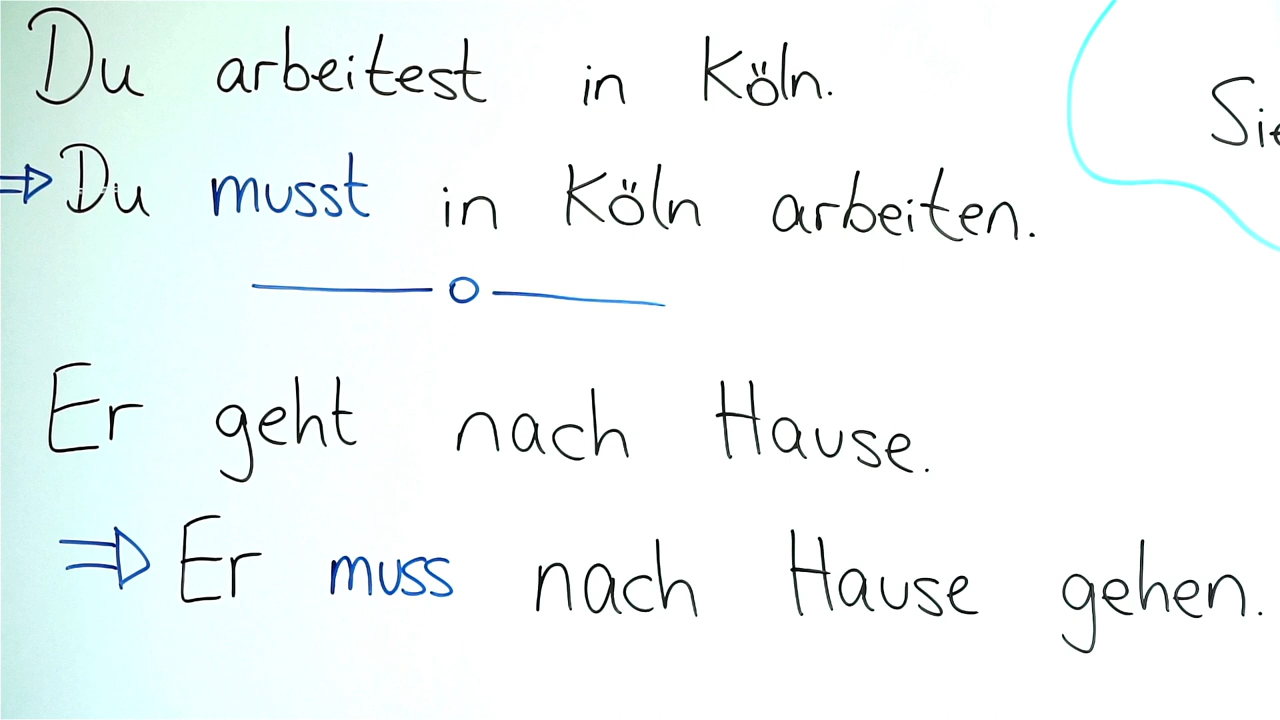 Du arbeitest in Köln.
⇒ Du musst in Köln arbeiten.
Er geht nach Hause.
⇒ Er muss nach Hause gehen.